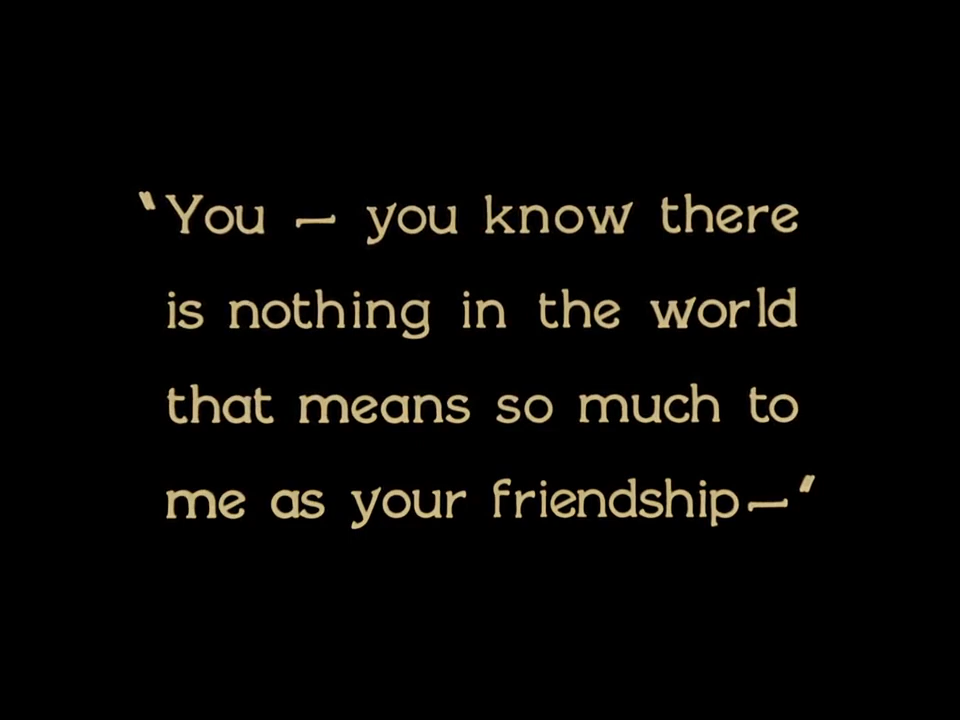 "You — you know there
is nothing in the world
that means so much to
me as your friendship—"